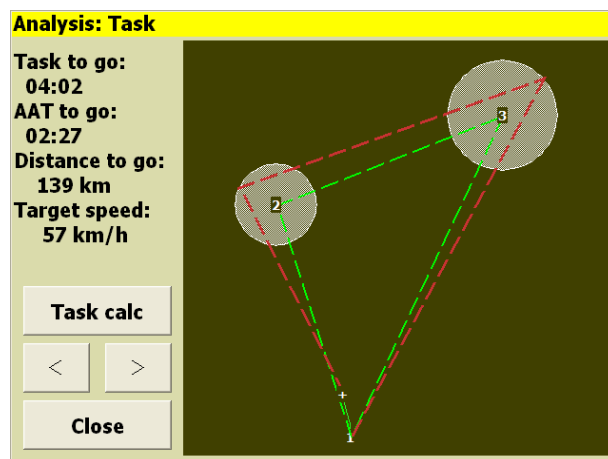 Analysis: Task
Task to go:
04:02
AAT to go:
02:27
Distance to go:
139 km
Target speed:
57 km/h
Task calc
< >
Close
3
2
+
1